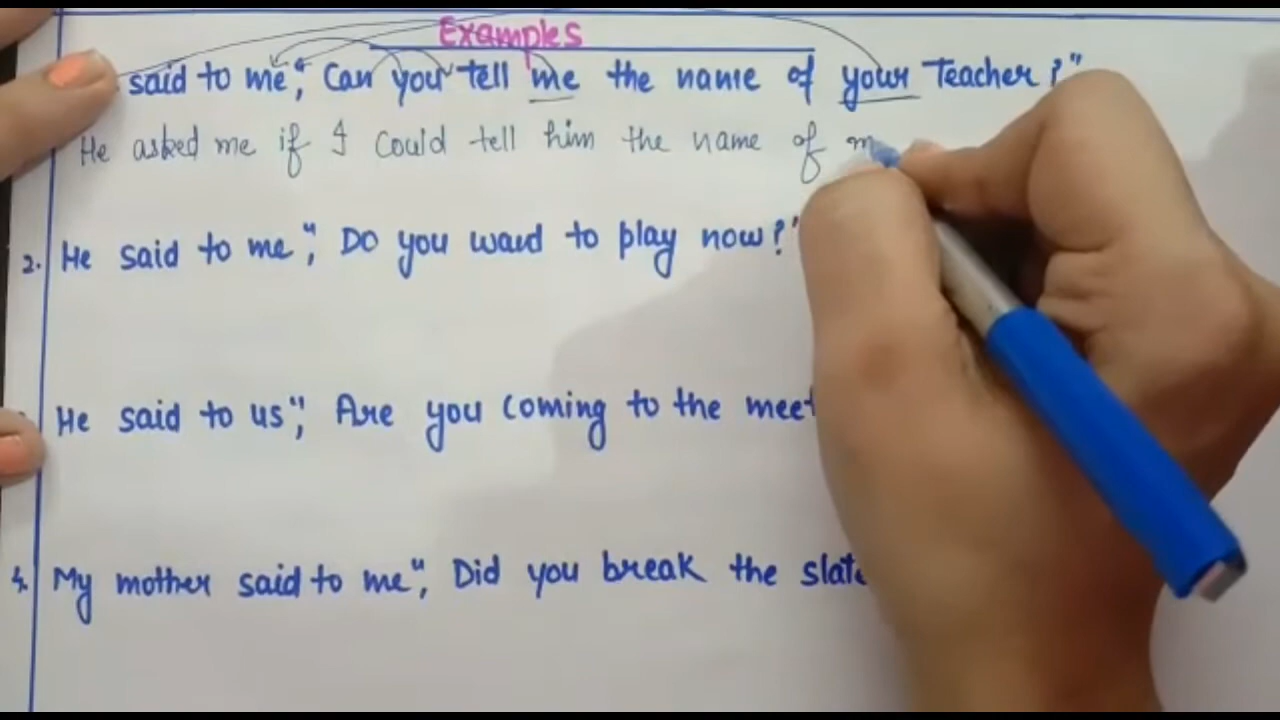 Examples
said to me", Can you tell me the name of your Teacher?"
He asked me if I could tell him the name of m
2. He said to me", Do you want to play now?"
He said to us", Are you coming to the meet
4. My mother said to me", Did you break the slate